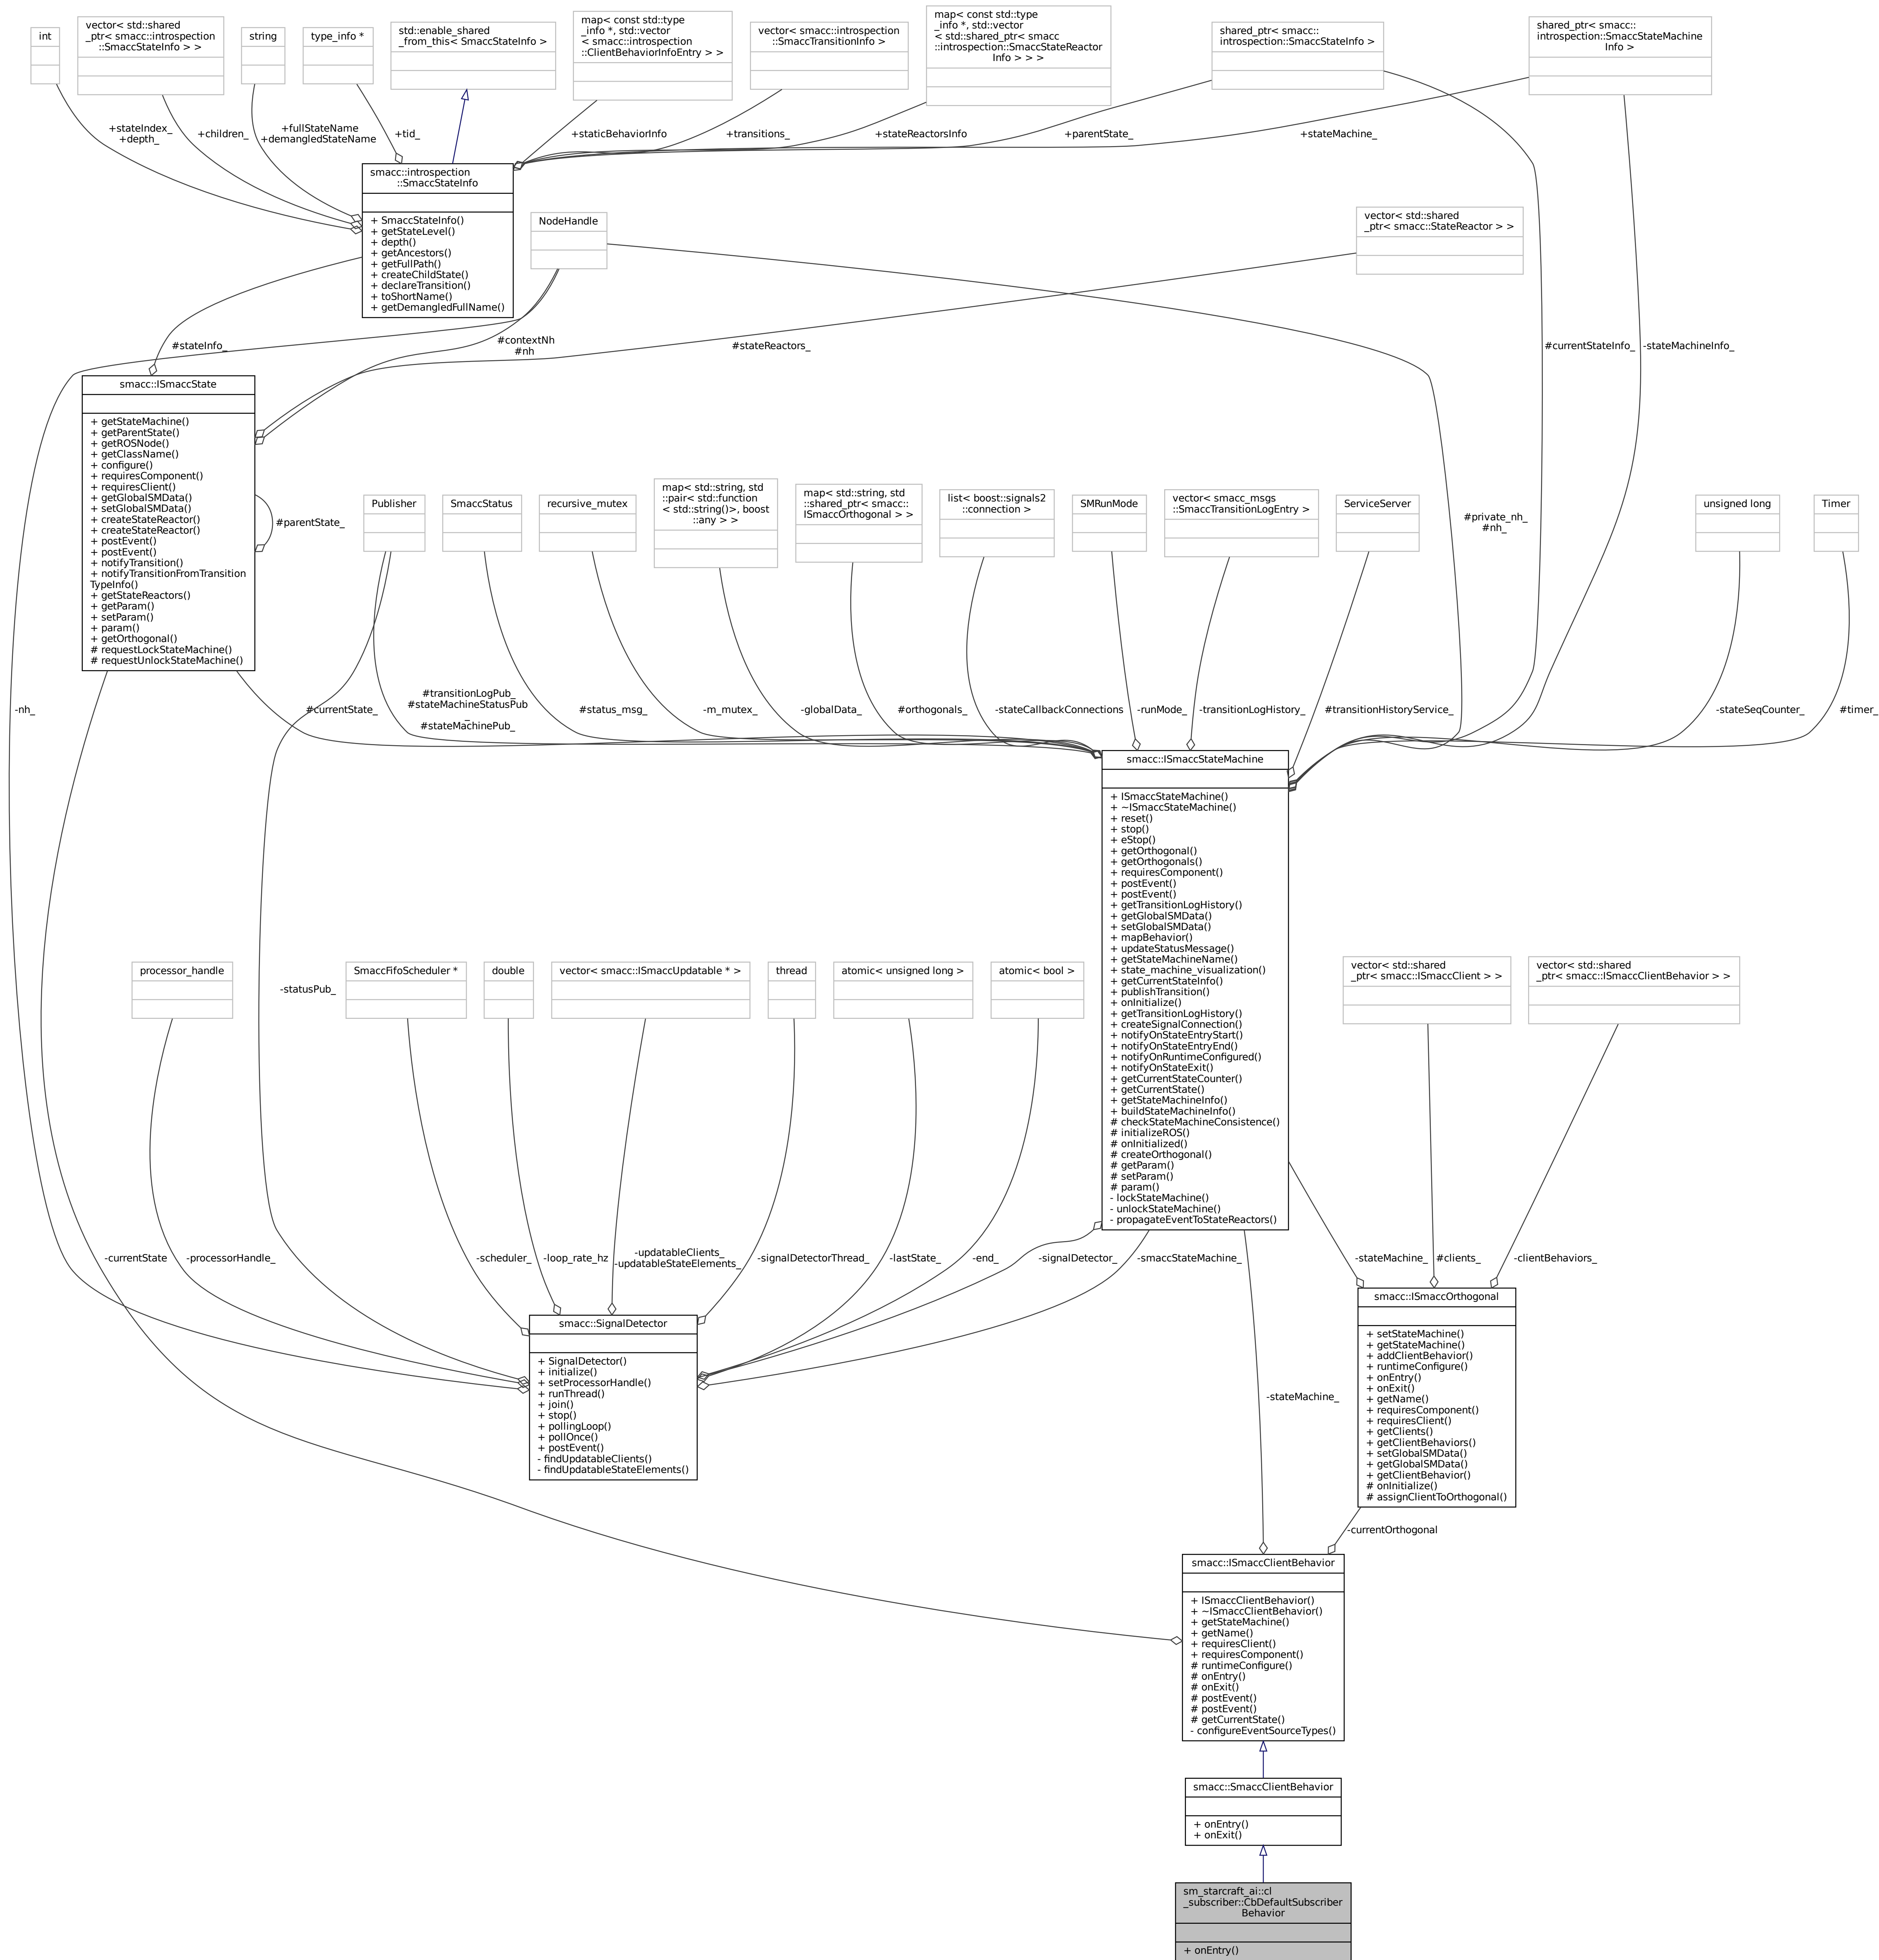 int
vector< std::shared
_ptr< smacc::introspection
::SmaccStateInfo > >
string
type_info *
std::enable_shared
_from_this< SmaccStateInfo >
map< const std::type
_info *, std::vector
< smacc::introspection
::ClientBehaviorInfoEntry > >
vector< smacc::introspection
::SmaccTransitionInfo >
map< const std::type
_info *, std::vector
< std::shared_ptr< smacc
::introspection::SmaccStateReactor
Info > > >
shared_ptr< smacc::
introspection::SmaccStateInfo >
shared_ptr< smacc::
introspection::SmaccStateMachine
Info >
+stateIndex_
+depth_
+children_
+fullStateName
+demangledStateName
+tid_
+staticBehaviorInfo
+transitions_
+stateReactorsInfo
+parentState_
+stateMachine_
smacc::introspection
::SmaccStateInfo
+ SmaccStateInfo()
+ getStateLevel()
+ depth()
+ getAncestors()
+ getFullPath()
+ createChildState()
+ declareTransition()
+ toShortName()
+ getDemangledFullName()
NodeHandle
vector< std::shared
_ptr< smacc::StateReactor > >
#stateInfo_
#contextNh
#nh
#stateReactors_
#currentStateInfo_
-stateMachineInfo_
smacc::ISmaccState
+ getStateMachine()
+ getParentState()
+ getROSNode()
+ getClassName()
+ configure()
+ requiresComponent()
+ requiresClient()
+ getGlobalSMData()
+ setGlobalSMData()
+ createStateReactor()
+ createStateReactor()
+ postEvent()
+ postEvent()
+ notifyTransition()
+ notifyTransitionFromTransition
TypeInfo()
+ getStateReactors()
+ getParam()
+ setParam()
+ param()
+ getOrthogonal()
# requestLockStateMachine()
# requestUnlockStateMachine()
#parentState_
Publisher
SmaccStatus
recursive_mutex
map< std::string, std
::pair< std::function
< std::string()>, boost
::any > >
map< std::string, std
::shared_ptr< smacc::
ISmaccOrthogonal > >
list< boost::signals2
::connection >
SMRunMode
vector< smacc_msgs
::SmaccTransitionLogEntry >
ServiceServer
#private_nh_
#nh_
unsigned long
Timer
-nh_
#currentState_
#transitionLogPub_
#stateMachineStatusPub
_
#stateMachinePub_
#status_msg_
-m_mutex_
-globalData_
#orthogonals_
-stateCallbackConnections
-runMode_
-transitionLogHistory_
#transitionHistoryService_
-stateSeqCounter_
#timer_
smacc::ISmaccStateMachine
+ ISmaccStateMachine()
+ ~ISmaccStateMachine()
+ reset()
+ stop()
+ eStop()
+ getOrthogonal()
+ getOrthogonals()
+ requiresComponent()
+ postEvent()
+ postEvent()
+ getTransitionLogHistory()
+ getGlobalSMData()
+ setGlobalSMData()
+ mapBehavior()
+ updateStatusMessage()
+ getStateMachineName()
+ state_machine_visualization()
+ getCurrentStateInfo()
+ publishTransition()
+ onInitialize()
+ getTransitionLogHistory()
+ createSignalConnection()
+ notifyOnStateEntryStart()
+ notifyOnStateEntryEnd()
+ notifyOnRuntimeConfigured()
+ notifyOnStateExit()
+ getCurrentStateCounter()
+ getCurrentState()
+ getStateMachineInfo()
+ buildStateMachineInfo()
# checkStateMachineConsistence()
# initializeROS()
# onInitialized()
# createOrthogonal()
# getParam()
# setParam()
# param()
- lockStateMachine()
- unlockStateMachine()
- propagateEventToStateReactors()
processor_handle
-statusPub_
SmaccFifoScheduler *
double
vector< smacc::ISmaccUpdatable * >
thread
atomic< unsigned long >
atomic< bool >
vector< std::shared
_ptr< smacc::ISmaccClient > >
vector< std::shared
_ptr< smacc::ISmaccClientBehavior > >
-currentState
-processorHandle_
-scheduler_
-loop_rate_hz
-updatableClients_
-updatableStateElements_
-signalDetectorThread_
-lastState_
-end_
-signalDetector_
-smaccStateMachine_
-stateMachine_
#clients_
-clientBehaviors_
smacc::SignalDetector
+ SignalDetector()
+ initialize()
+ setProcessorHandle()
+ runThread()
+ join()
+ stop()
+ pollingLoop()
+ pollOnce()
+ postEvent()
- findUpdatableClients()
- findUpdatableStateElements()
-stateMachine_
smacc::ISmaccOrthogonal
+ setStateMachine()
+ getStateMachine()
+ addClientBehavior()
+ runtimeConfigure()
+ onEntry()
+ onExit()
+ getName()
+ requiresComponent()
+ requiresClient()
+ getClients()
+ getClientBehaviors()
+ setGlobalSMData()
+ getGlobalSMData()
+ getClientBehavior()
# onInitialize()
# assignClientToOrthogonal()
-currentOrthogonal
smacc::ISmaccClientBehavior
+ ISmaccClientBehavior()
+ ~ISmaccClientBehavior()
+ getStateMachine()
+ getName()
+ requiresClient()
+ requiresComponent()
# runtimeConfigure()
# onEntry()
# onExit()
# postEvent()
# postEvent()
# getCurrentState()
- configureEventSourceTypes()
smacc::SmaccClientBehavior
+ onEntry()
+ onExit()
sm_starcraft_ai::cl
_subscriber::CbDefaultSubscriber
Behavior
+ onEntry()